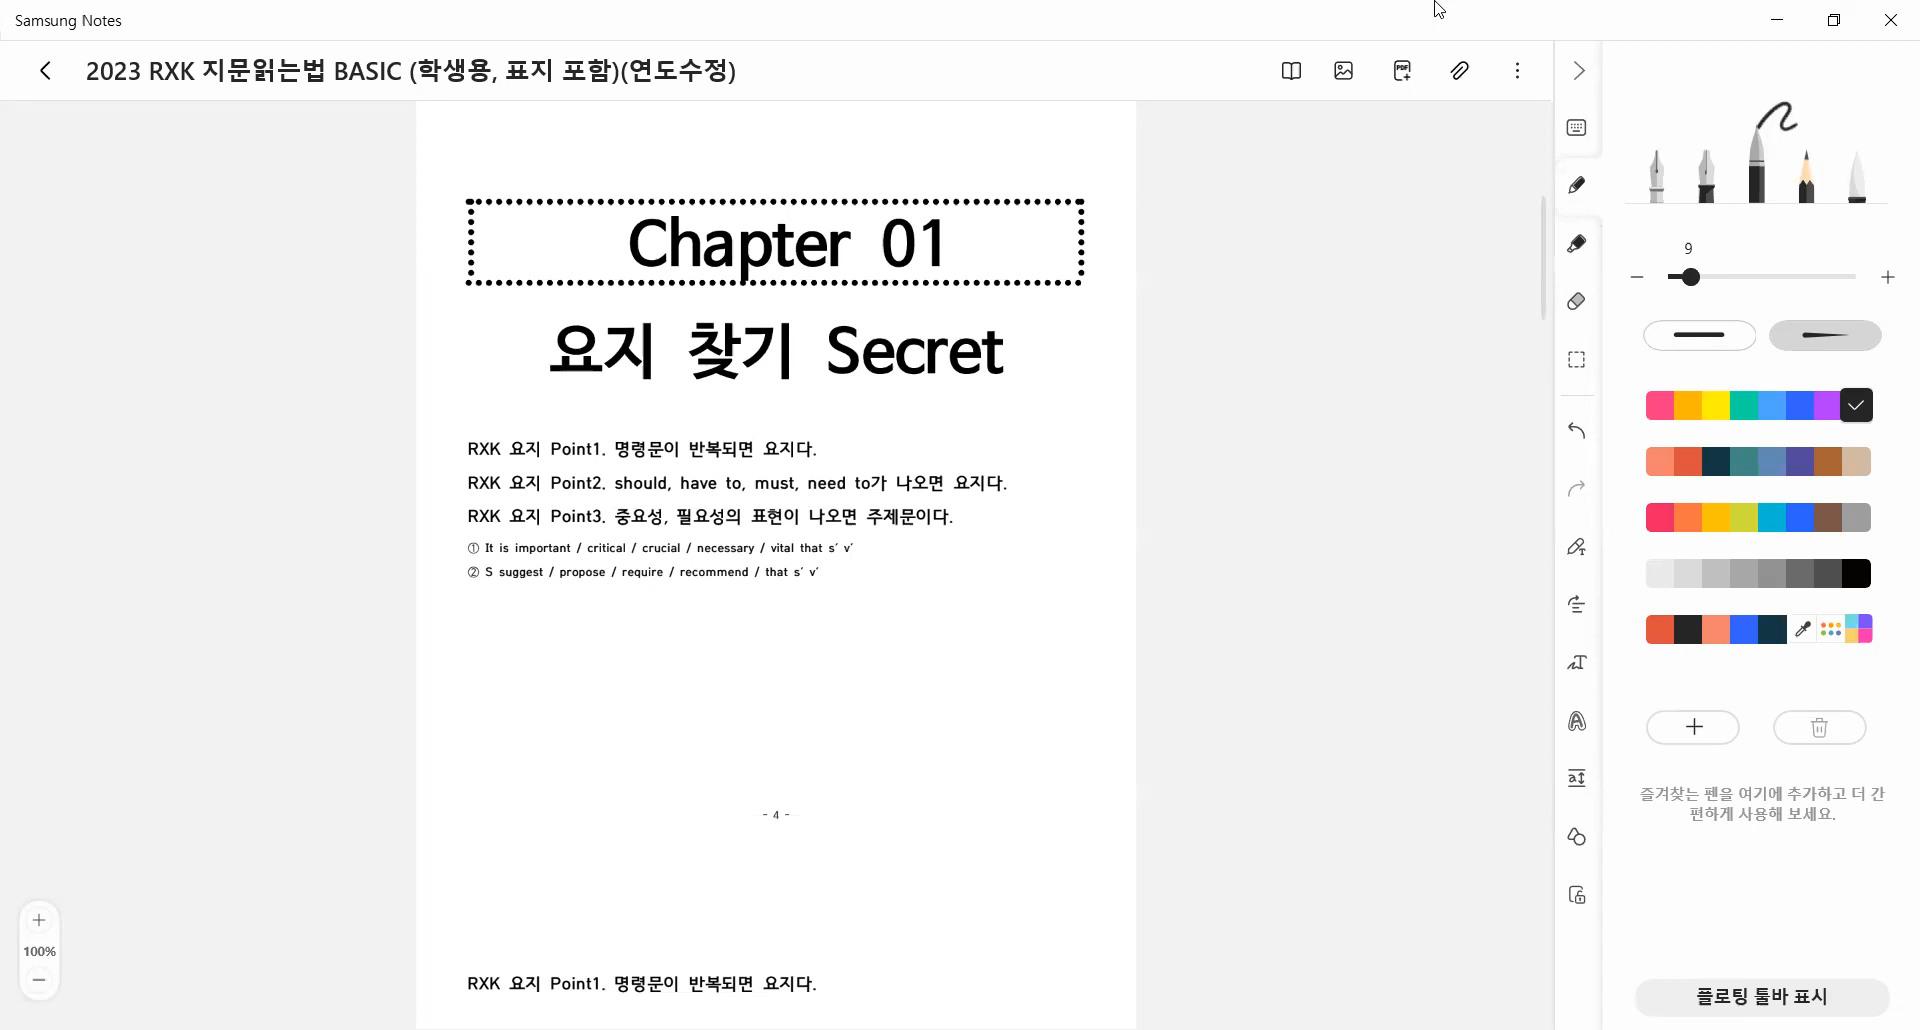 Samsung Notes
2023 RXK 지문읽는법 BASIC (학생용, 표지 포함)(연도수정)
PDF
Chapter 01
요지 찾기 Secret
RXK 요지 Point1. 명령문이 반복되면 요지다.
RXK 요지 Point2. should, have to, must, need to가 나오면 요지다.
RXK 요지 Point3. 중요성, 필요성의 표현이 나오면 주제문이다.
① It is important / critical / crucial / necessary / vital that s′ v′
② S suggest / propose / require / recommend / that s′ v′
- 4 -
RXK 요지 Point1. 명령문이 반복되면 요지다.
100%
9
즐겨찾는 펜을 여기에 추가하고 더 간
편하게 사용해 보세요.
플로팅 툴바 표시